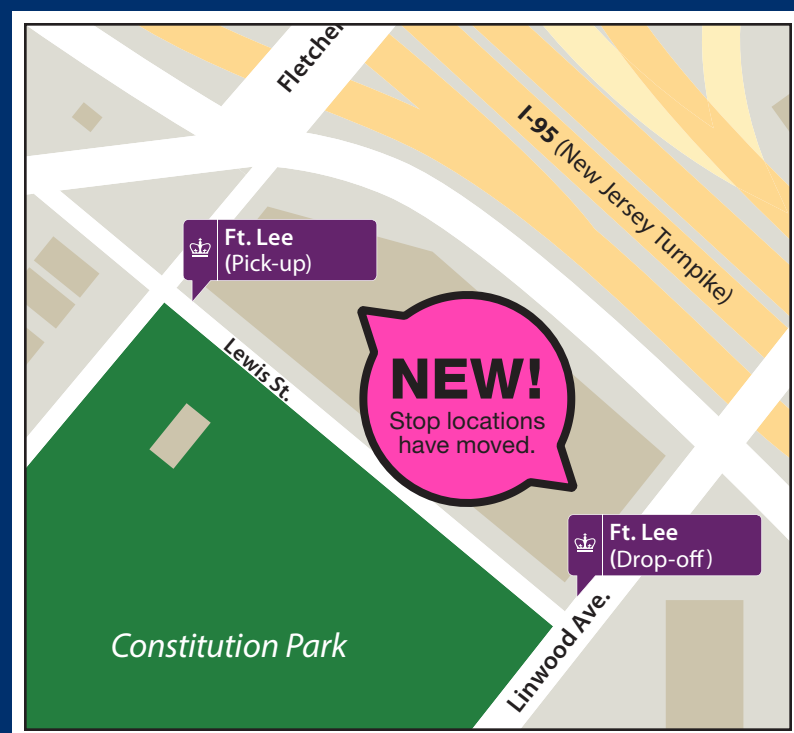 Fletcher
I-95 (New Jersey Turnpike)
Ft. Lee
(Pick-up)
Lewis St.
NEW!
Stop locations
have moved.
Ft. Lee
(Drop-off)
Linwood Ave.
Constitution Park